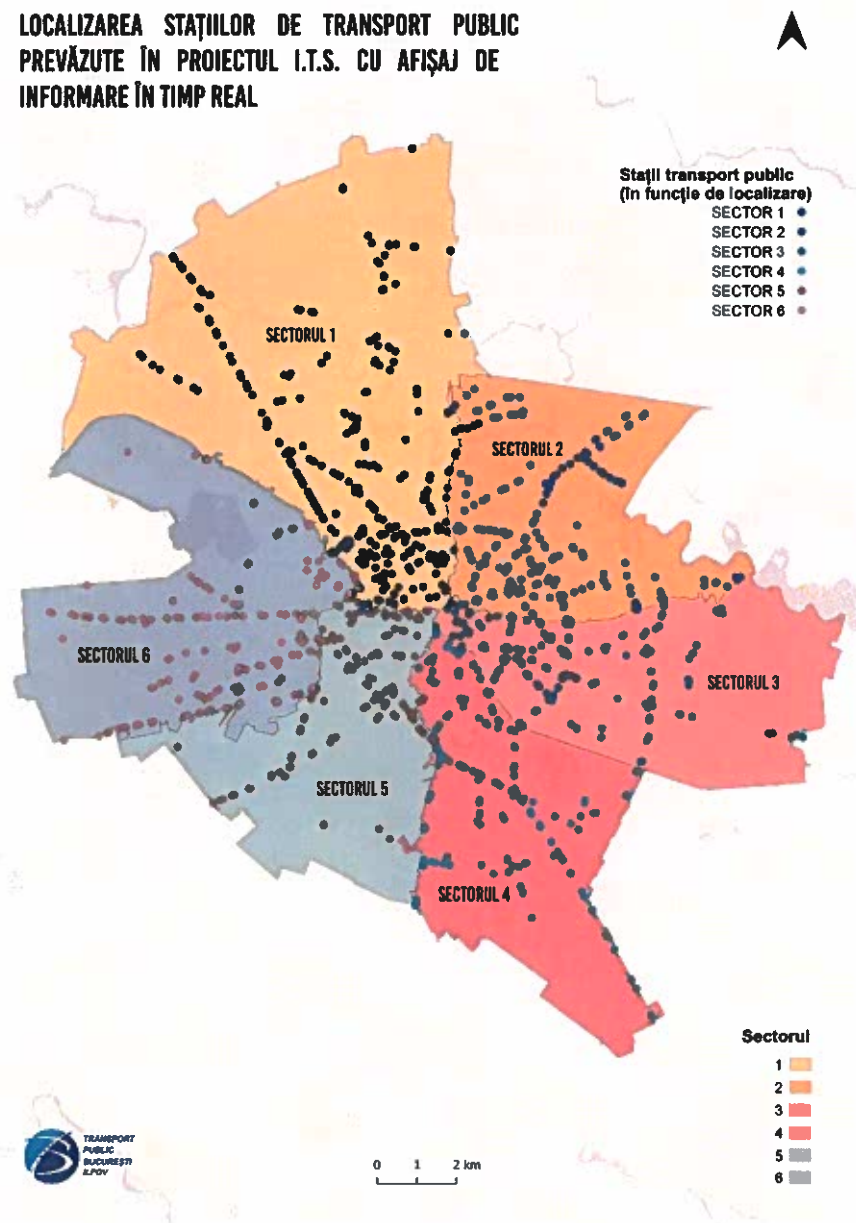 LOCALIZAREA STAȚIILOR DE TRANSPORT PUBLIC
PREVĂZUTE ÎN PROIECTUL I.T.S. CU AFIȘAJ DE
INFORMARE ÎN TIMP REAL
Stații transport public
(în funcție de localizare)
SECTOR 1
SECTOR 2
SECTOR 3
SECTOR 4
SECTOR 5
SECTOR 6
SECTORUL 1
SECTORUL 2
SECTORUL 6
SECTORUL 3
SECTORUL 5
SECTORUL 4
Sectorul
1
2
3
4
5
6
TRANSPORT
PUBLIC
BUCUREȘTI
ILFOV
0 1 2 km